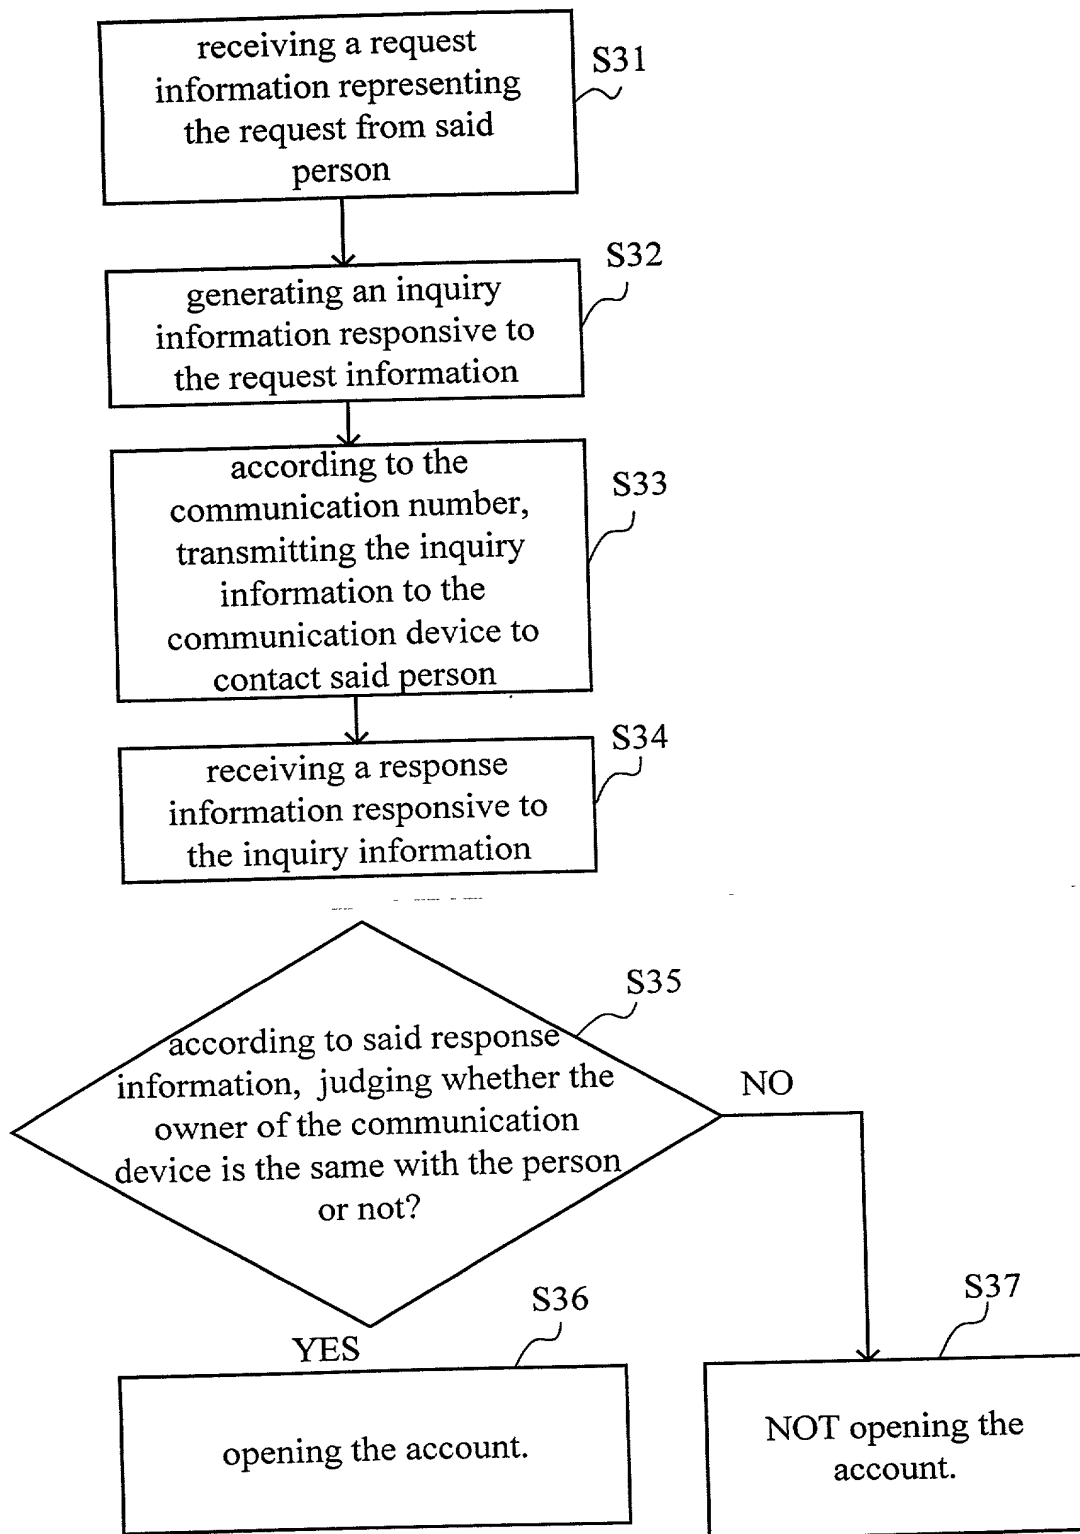 receiving a request
information representing
the request from said
person
S31
generating an inquiry
information responsive to
the request information
S32
according to the
communication number,
transmitting the inquiry
information to the
communication device to
contact said person
S33
receiving a response
information responsive to
the inquiry information
S34
according to said response
information, judging whether the
owner of the communication
device is the same with the person
or not?
S35
NO
YES
S36
opening the account.
S37
NOT opening the
account.